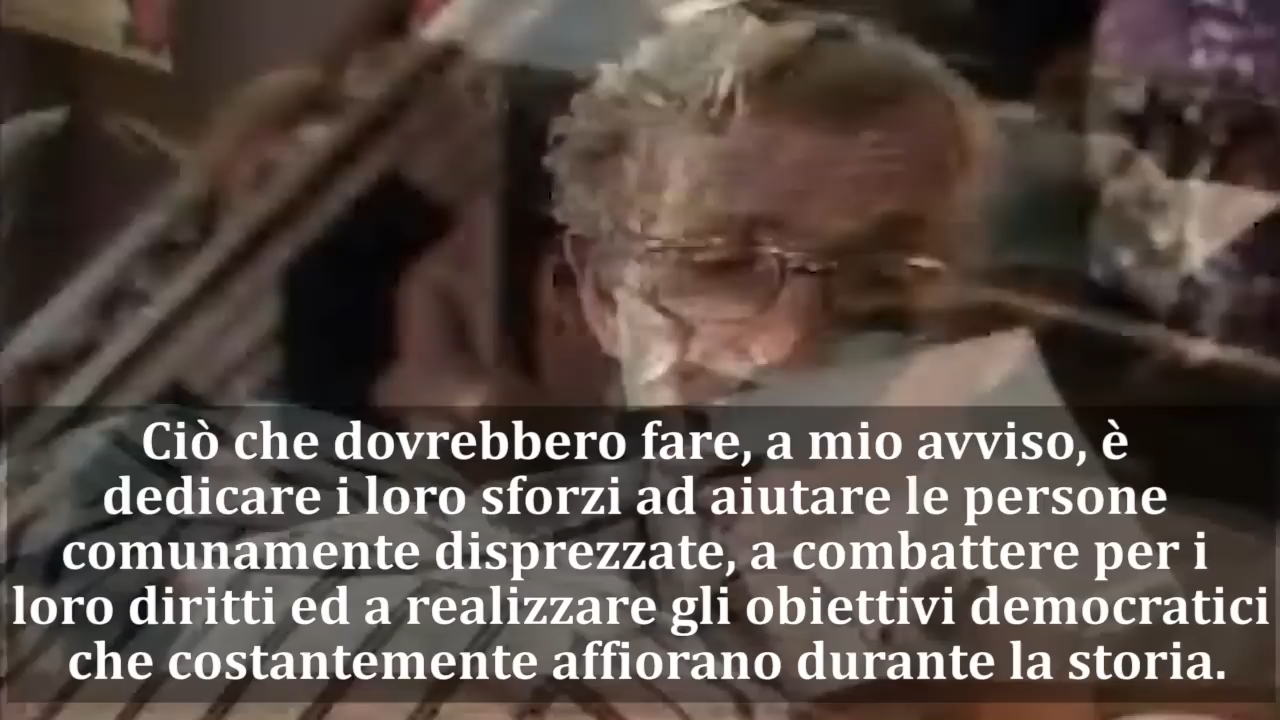 Ciò che dovrebbero fare, a mio avviso, è
dedicare i loro sforzi ad aiutare le persone
comunamente disprezzate, a combattere per i
loro diritti ed a realizzare gli obiettivi democratici
che costantemente affiorano durante la storia.